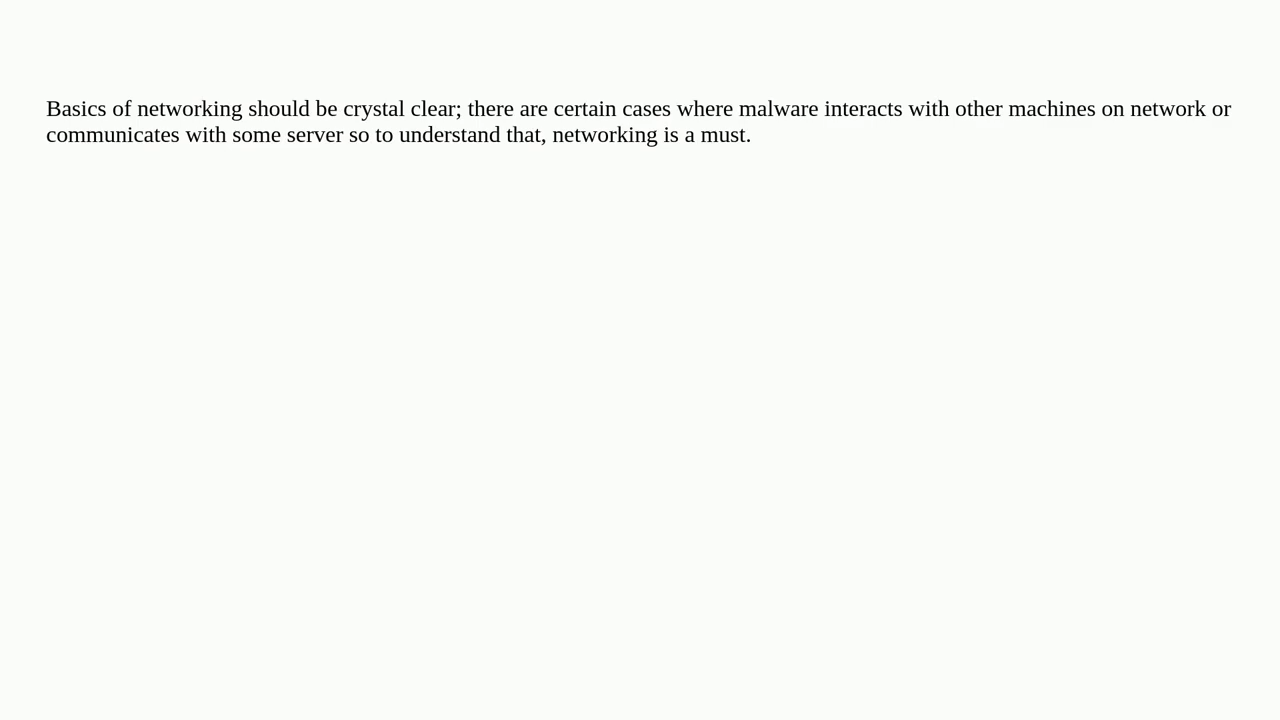 Basics of networking should be crystal clear; there are certain cases where malware interacts with other machines on network or
communicates with some server so to understand that, networking is a must.